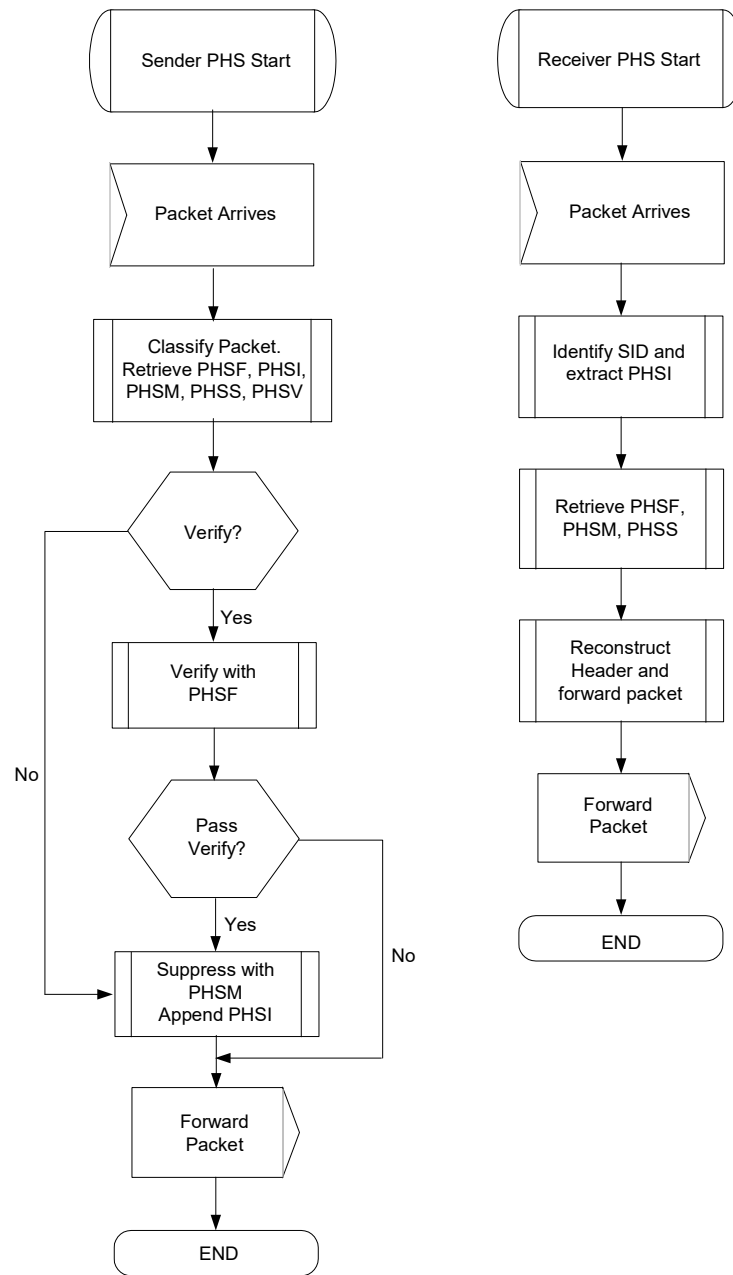 Sender PHS Start
Packet Arrives
Classify Packet.
Retrieve PHSF, PHSI,
PHSM, PHSS, PHSV
Verify?
Yes
Verify with
PHSF
No
Pass
Verify?
Yes
No
Suppress with
PHSM
Append PHSI
Forward
Packet
END
Receiver PHS Start
Packet Arrives
Identify SID and
extract PHSI
Retrieve PHSF,
PHSM, PHSS
Reconstruct
Header and
forward packet
Forward
Packet
END